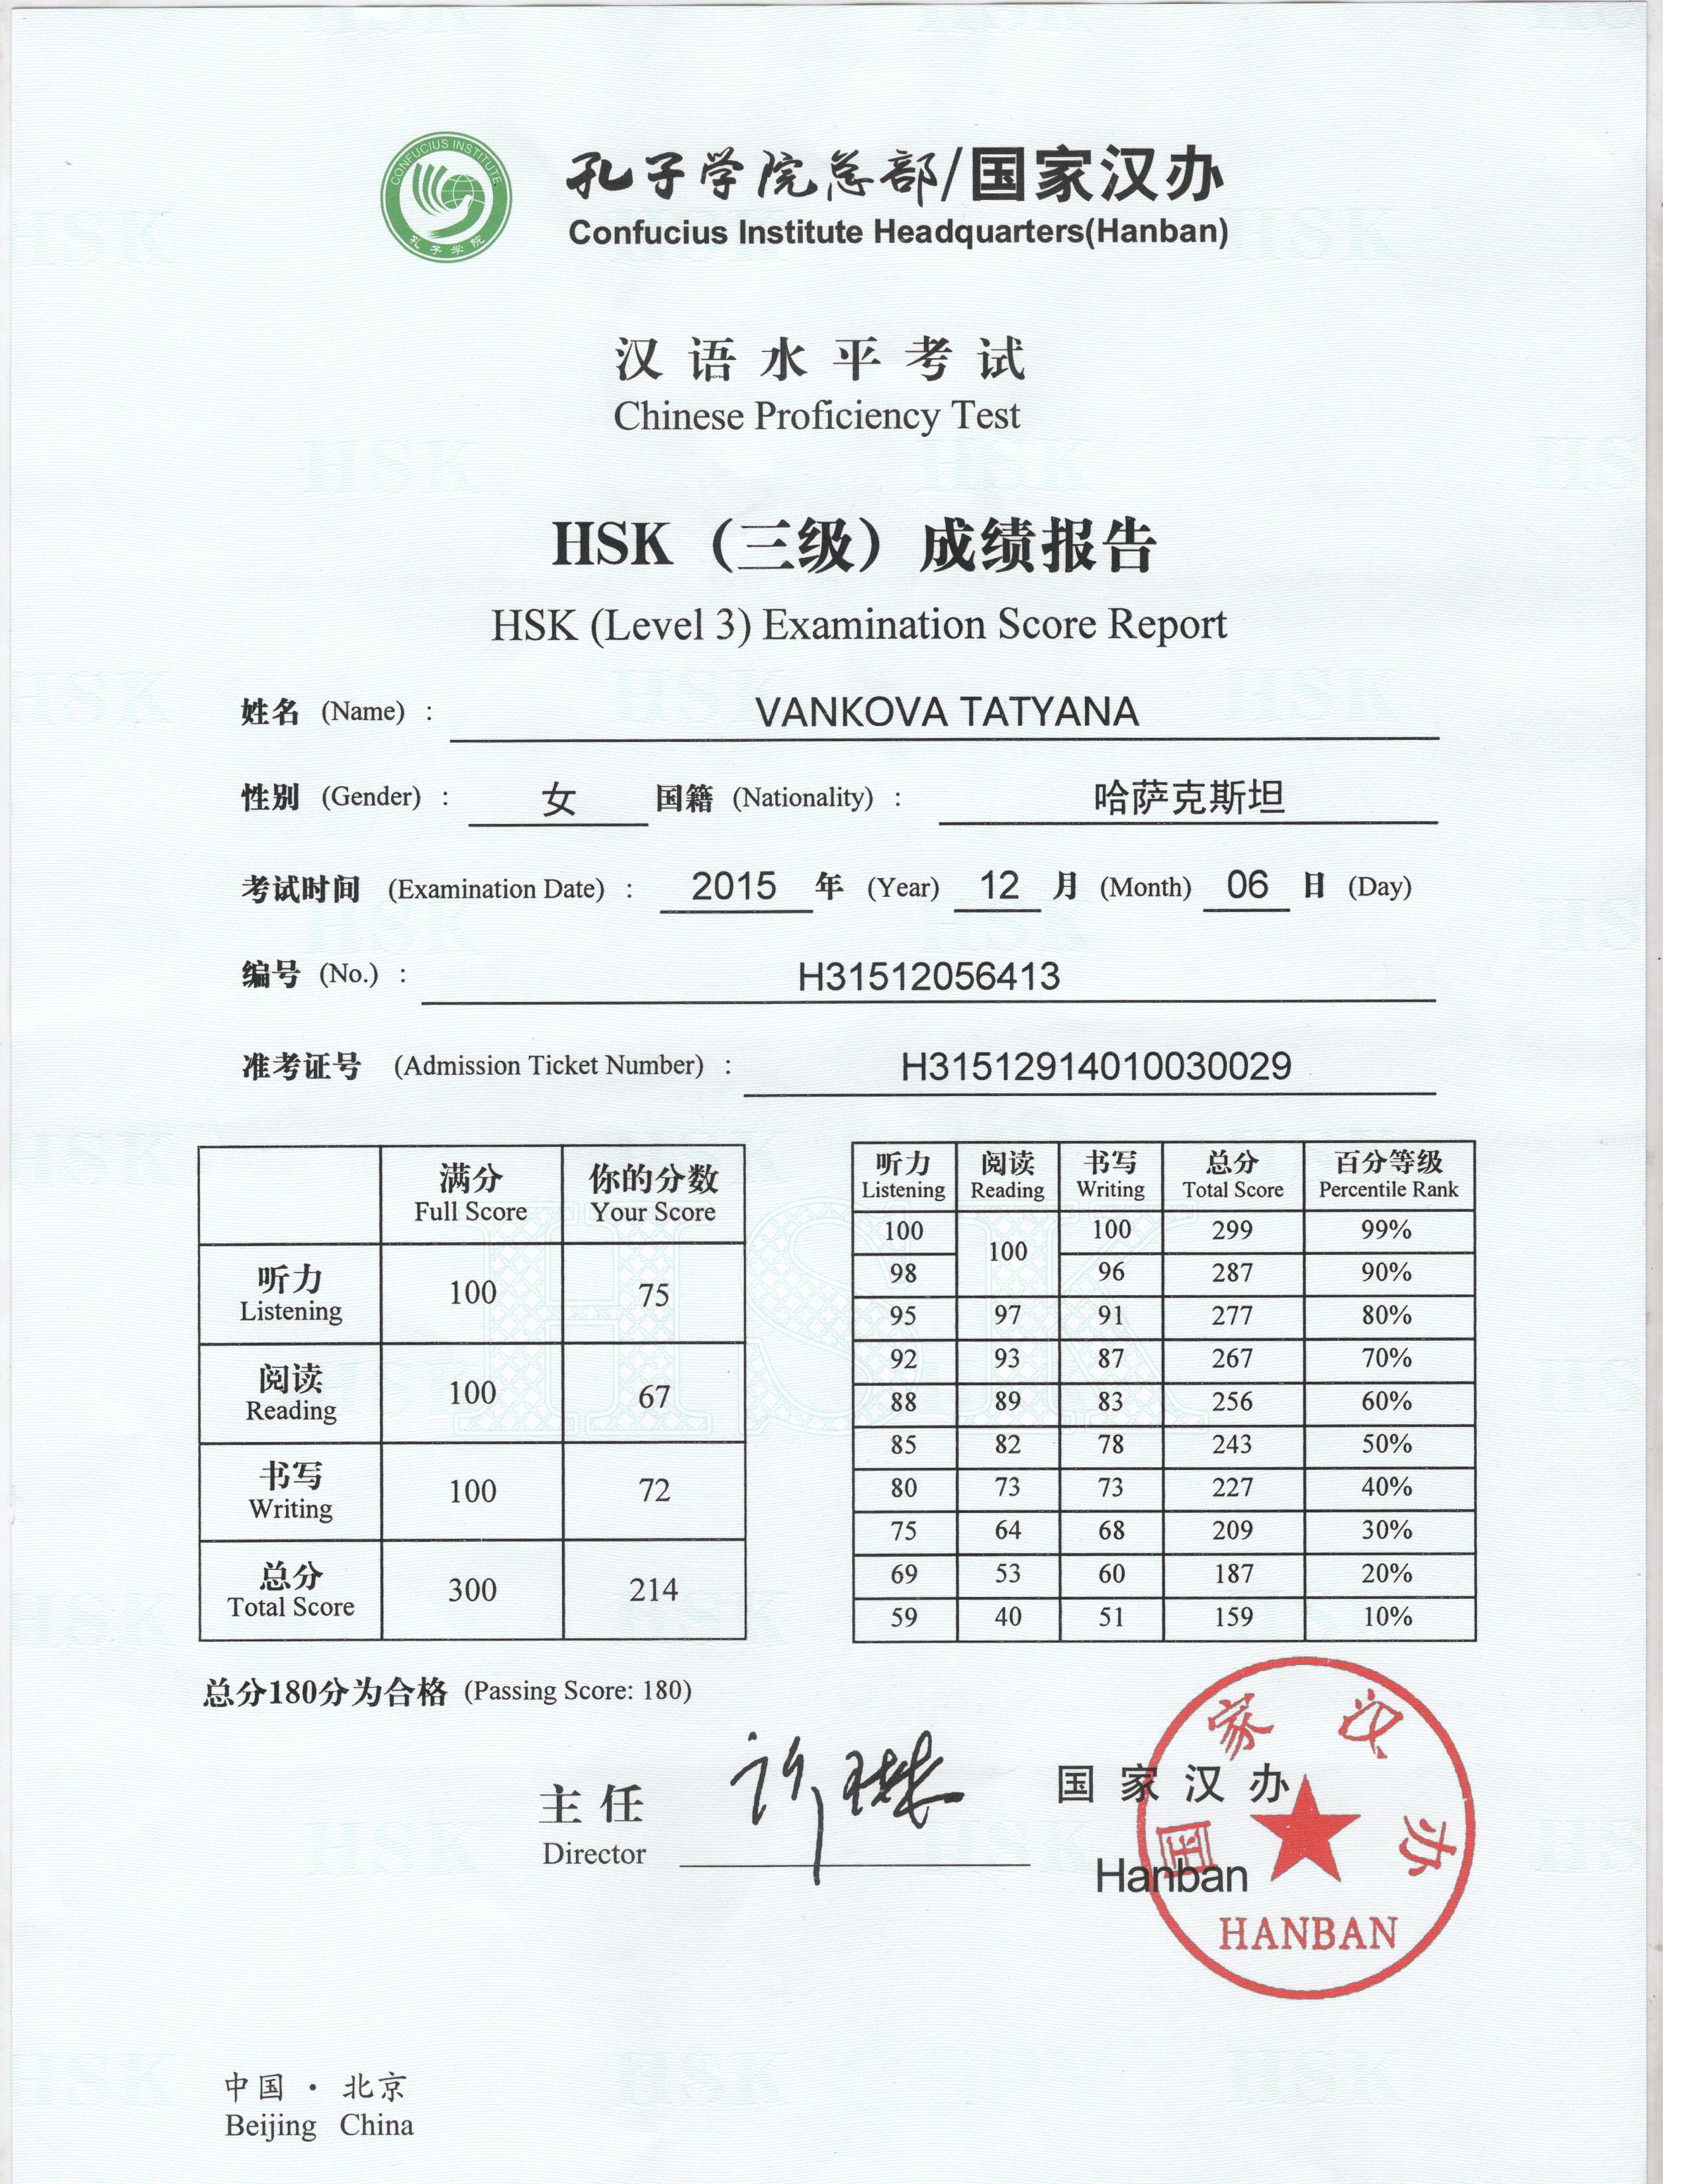 CONFUCIUS INSTITUTE
孔子学院
孔子学院总部/国家汉办
Confucius Institute Headquarters(Hanban)
汉语水平考试
Chinese Proficiency Test
HSK（三级）成绩报告
HSK (Level 3) Examination Score Report
姓名 (Name) : VANKOVA TATYANA
性别 (Gender) : 女 国籍 (Nationality) : 哈萨克斯坦
考试时间 (Examination Date) : 2015 年 (Year) 12 月 (Month) 06 日 (Day)
编号 (No.) : H31512056413
准考证号 (Admission Ticket Number) : H31512914010030029
满分 你的分数
Full Score Your Score
听力
Listening 100 75
阅读
Reading 100 67
书写
Writing 100 72
总分
Total Score 300 214
听力 阅读 书写 总分 百分等级
Listening Reading Writing Total Score Percentile Rank
100 100 100 299 99%
98 96 287 90%
95 97 91 277 80%
92 93 87 267 70%
88 89 83 256 60%
85 82 78 243 50%
80 73 73 227 40%
75 64 68 209 30%
69 53 60 187 20%
59 40 51 159 10%
总分180分为合格 (Passing Score: 180)
主任 许琳
Director
国家汉办
Hanban
国家汉办
HANBAN
中国 · 北京
Beijing China
HSK